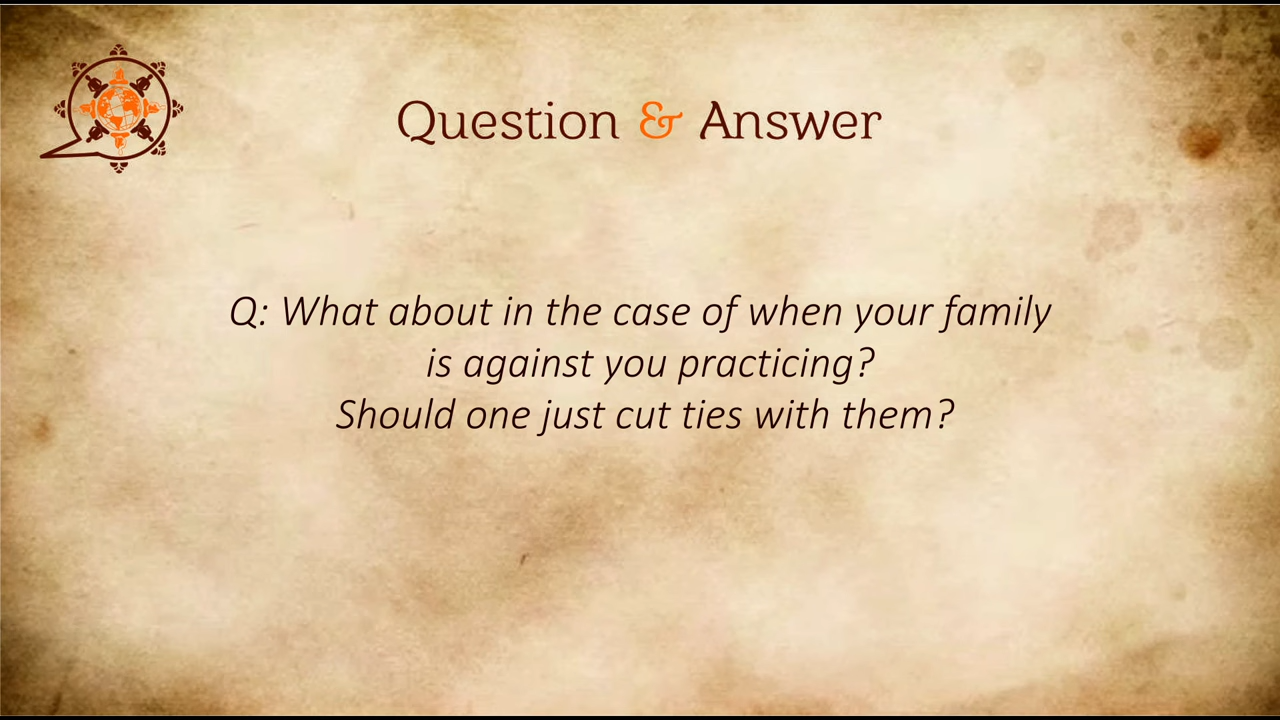 Question & Answer
Q: What about in the case of when your family
is against you practicing?
Should one just cut ties with them?